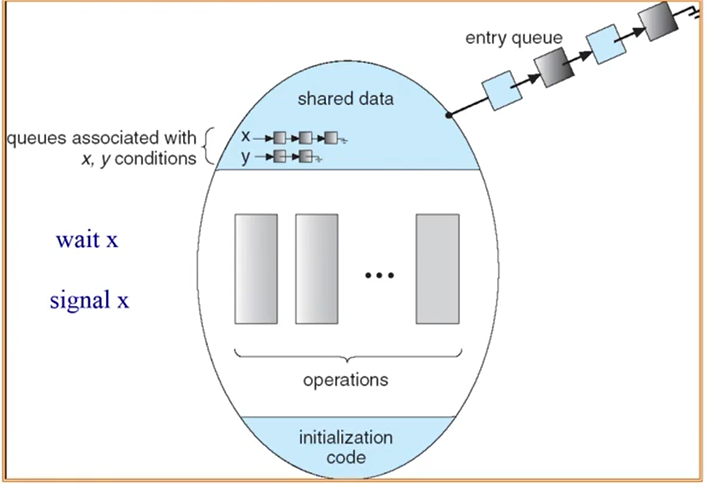 entry queue
shared data
queues associated with
x, y conditions
x
y
wait x
signal x
...
operations
initialization
code